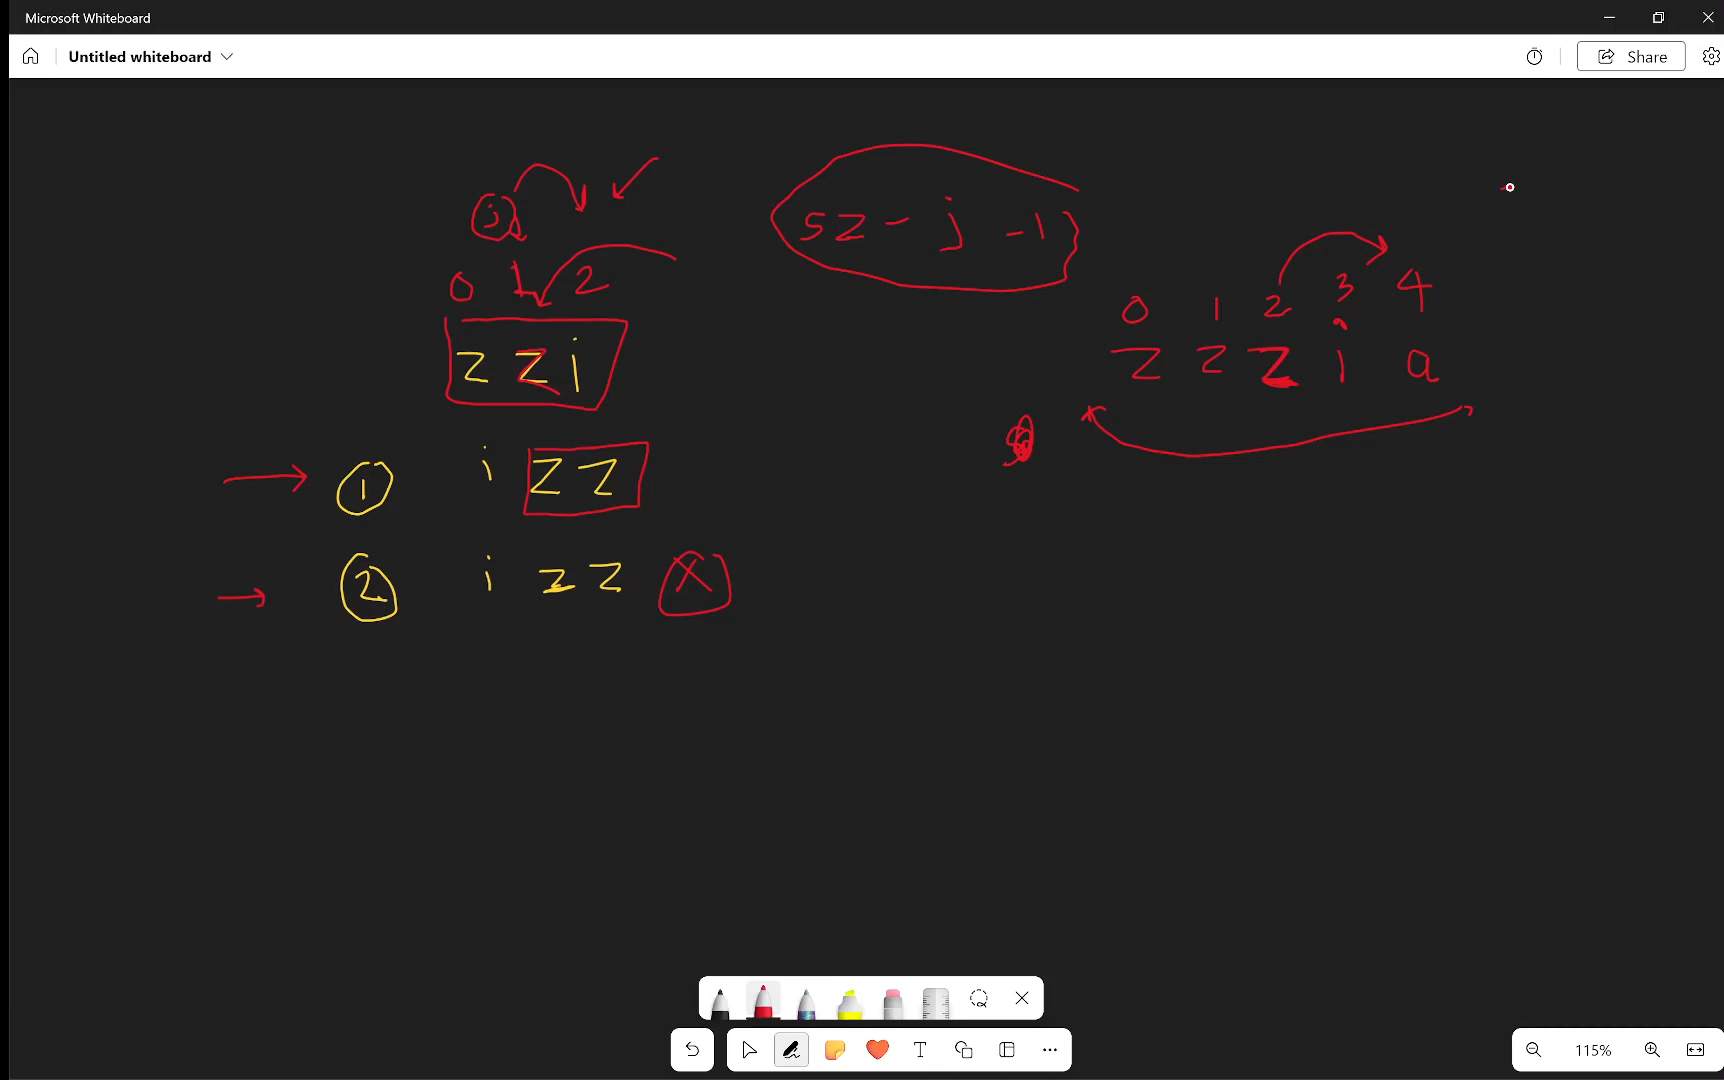 Microsoft Whiteboard
Untitled whiteboard
Share
j
sz - j - 1
0 1 2
0 1 2 3 4
z z i
z z z i a
1 i z z
2 i z z X
T
115%